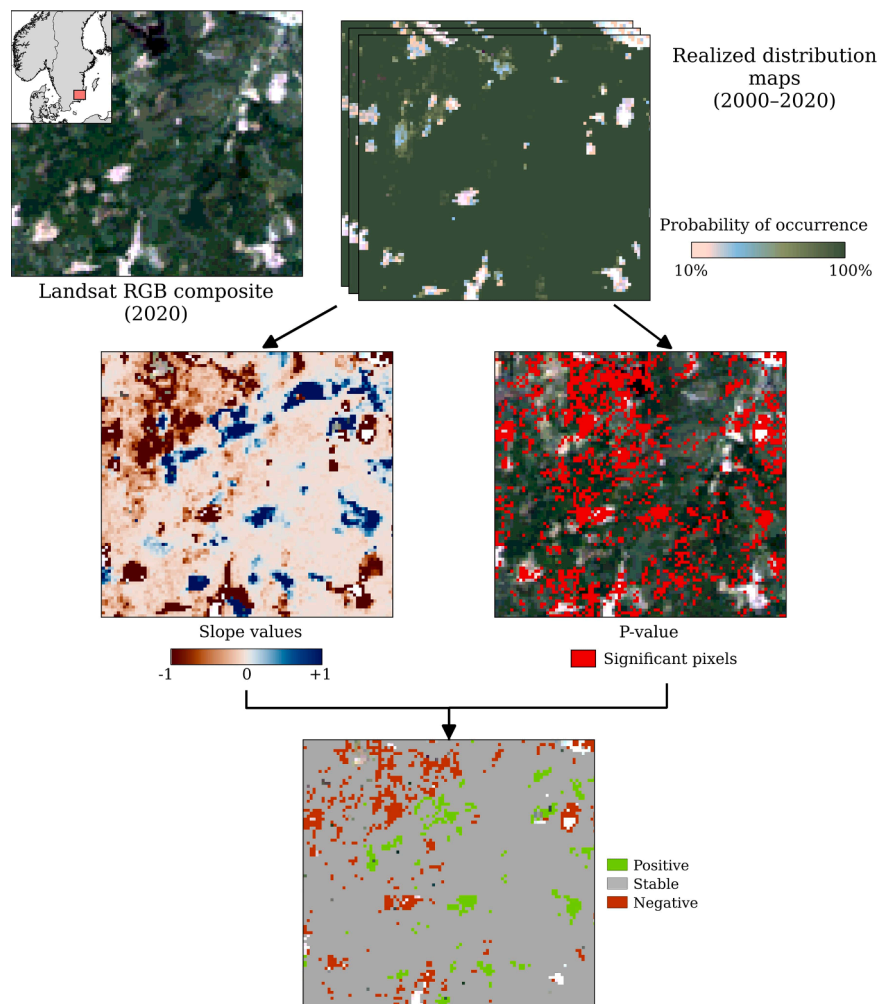 Realized distribution
maps
(2000–2020)
Probability of occurrence
10% 100%
Landsat RGB composite
(2020)
Slope values
-1 0 +1
P-value
Significant pixels
Positive
Stable
Negative